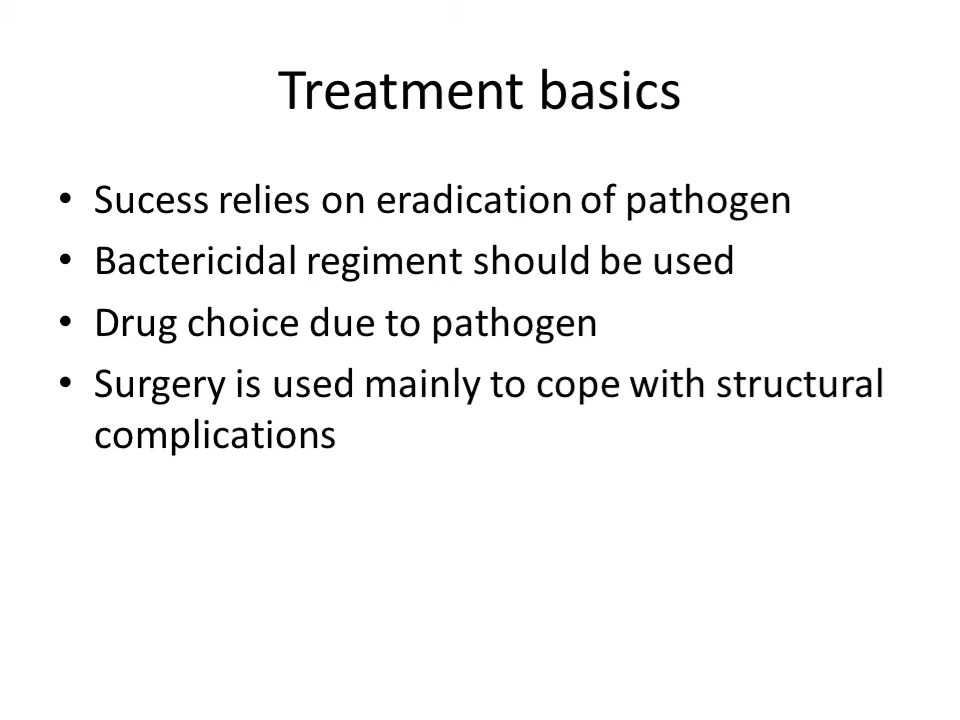 Treatment basics
• Sucess relies on eradication of pathogen
• Bactericidal regiment should be used
• Drug choice due to pathogen
• Surgery is used mainly to cope with structural
complications